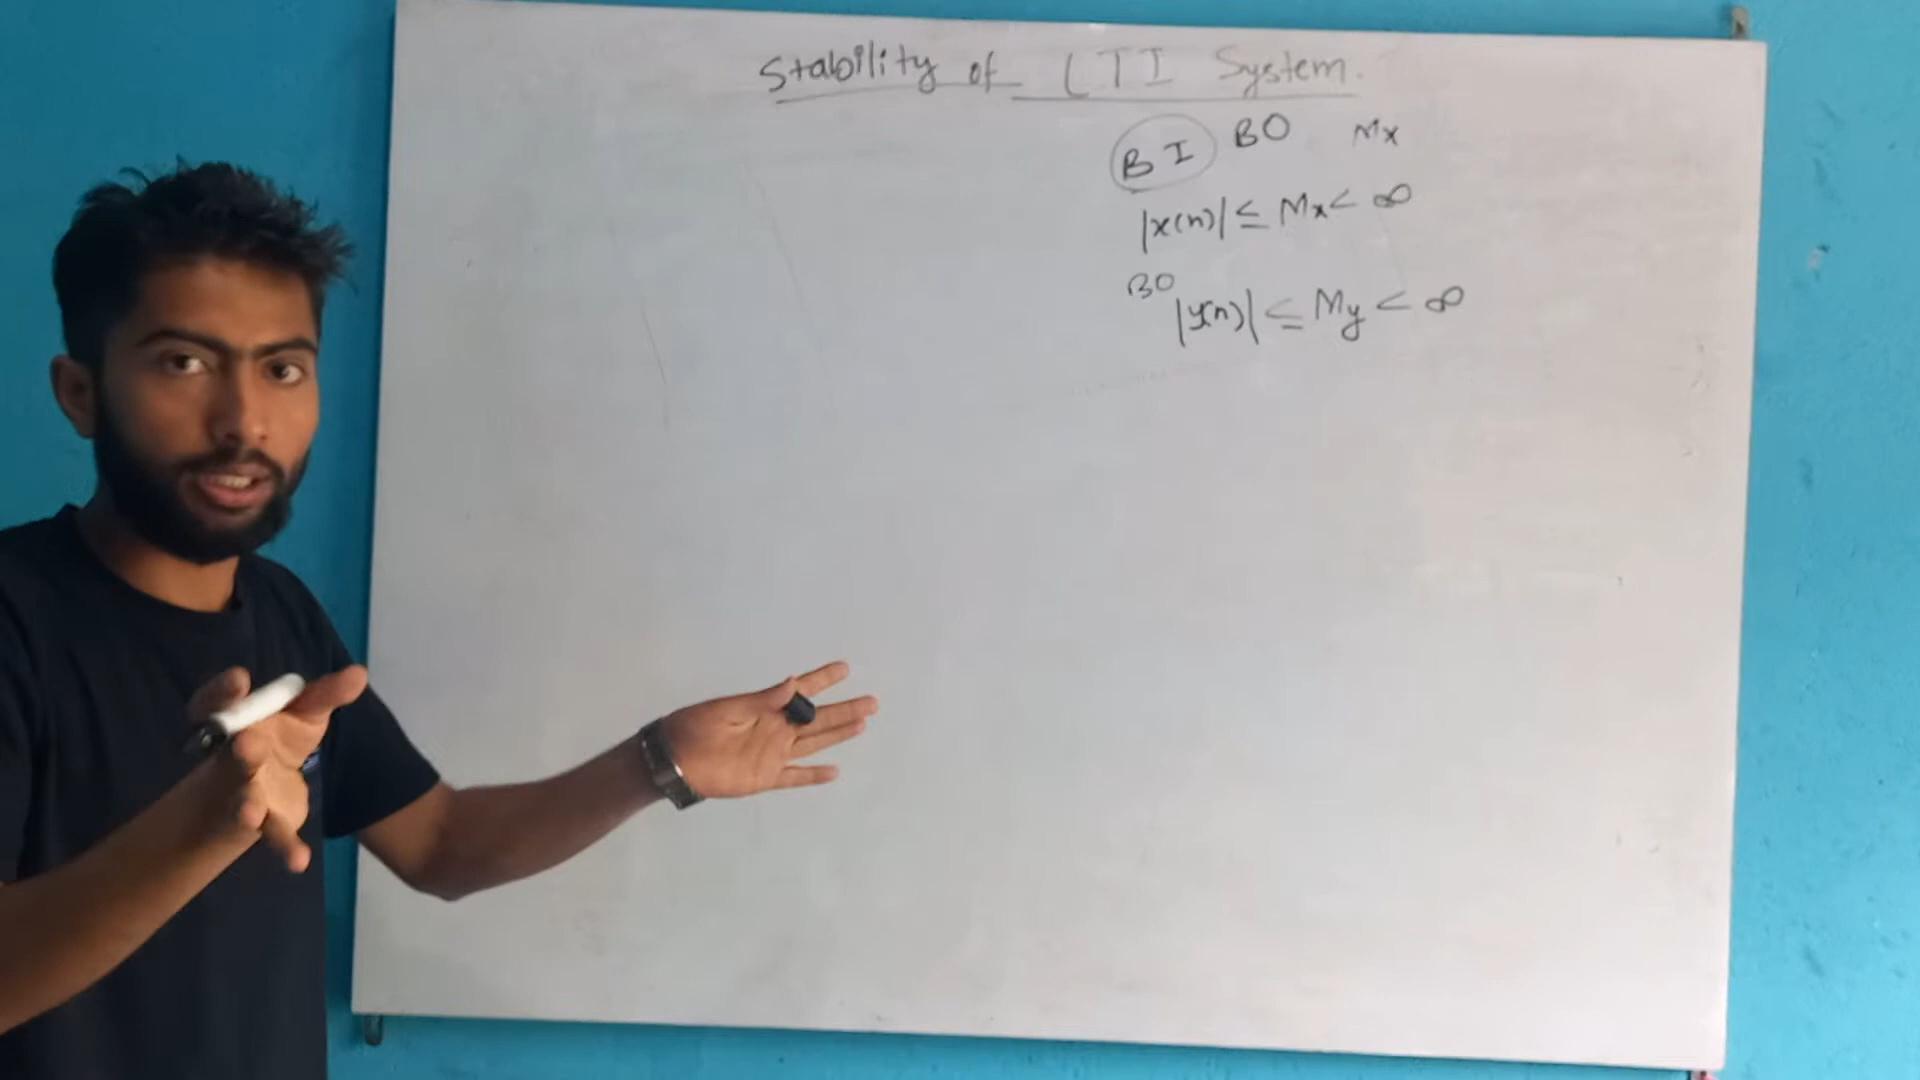 Stability of LTI System.
BI BO Mx
|x(n)| ≤ Mx < ∞
BO
|y(n)| ≤ My < ∞